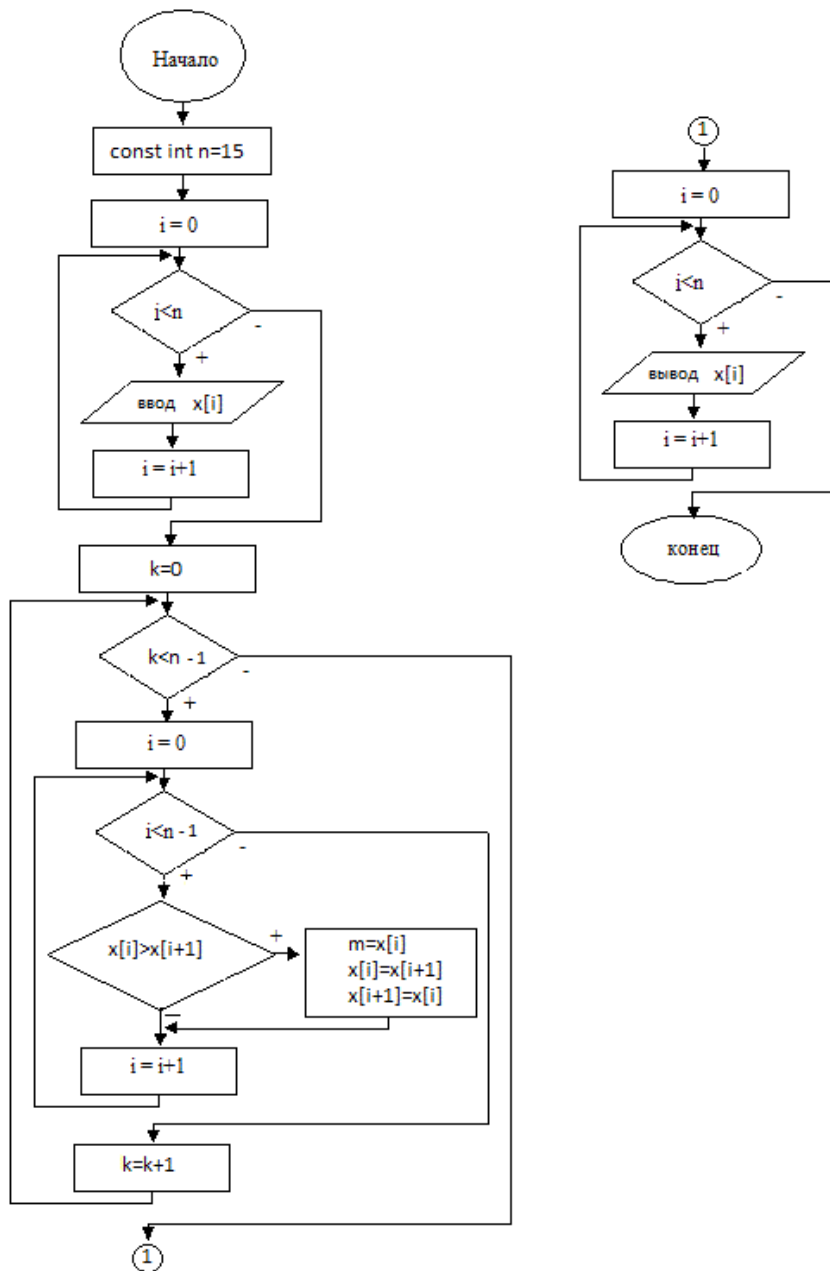 Начало
const int n=15
i = 0
i<n
-
+
ввод x[i]
i = i+1
k=0
k<n - 1
-
+
i = 0
i<n - 1
-
+
x[i]>x[i+1]
+
m=x[i]
x[i]=x[i+1]
x[i+1]=x[i]
–
i = i+1
k=k+1
1
1
i = 0
i<n
-
+
вывод x[i]
i = i+1
конец